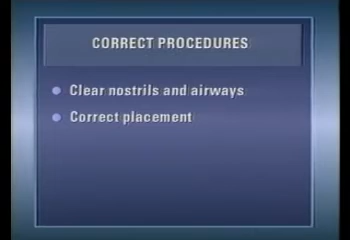 CORRECT PROCEDURES
Clear nostrils and airways
Correct placement